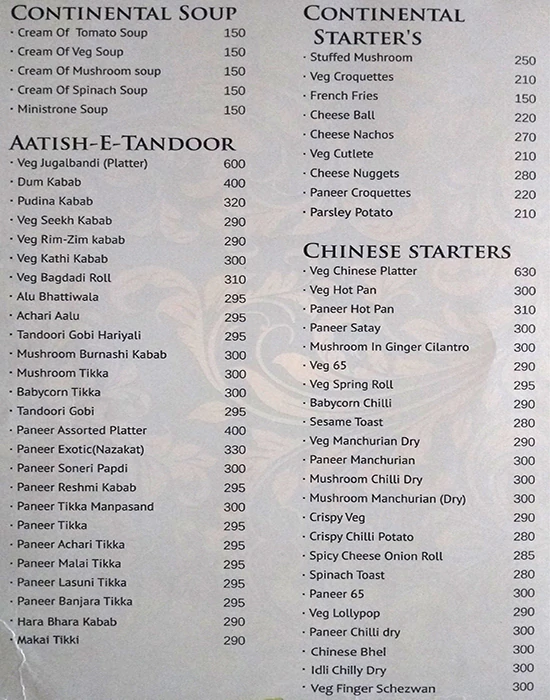 Continental Soup
· Cream Of Tomato Soup 150
· Cream Of Veg Soup 150
· Cream Of Mushroom soup 150
· Cream Of Spinach Soup 150
· Ministrone Soup 150
Aatish-E-Tandoor
· Veg Jugalbandi (Platter) 600
· Dum Kabab 400
· Pudina Kabab 320
· Veg Seekh Kabab 290
· Veg Rim-Zim kabab 290
· Veg Kathi Kabab 300
· Veg Bagdadi Roll 310
· Alu Bhattiwala 295
· Achari Aalu 295
· Tandoori Gobi Hariyali 295
· Mushroom Burnashi Kabab 300
· Mushroom Tikka 300
· Babycorn Tikka 300
· Tandoori Gobi 295
· Paneer Assorted Platter 400
· Paneer Exotic(Nazakat) 330
· Paneer Soneri Papdi 300
· Paneer Reshmi Kabab 295
· Paneer Tikka Manpasand 300
· Paneer Tikka 295
· Paneer Achari Tikka 295
· Paneer Malai Tikka 295
· Paneer Lasuni Tikka 295
· Paneer Banjara Tikka 295
· Hara Bhara Kabab 290
· Makai Tikki 290
Continental
Starter's
· Stuffed Mushroom 250
· Veg Croquettes 210
· French Fries 150
· Cheese Ball 220
· Cheese Nachos 270
· Veg Cutlete 210
· Cheese Nuggets 280
· Paneer Croquettes 220
· Parsley Potato 210
Chinese starters
· Veg Chinese Platter 630
· Veg Hot Pan 300
· Paneer Hot Pan 310
· Paneer Satay 300
· Mushroom In Ginger Cilantro 300
· Veg 65 290
· Veg Spring Roll 295
· Babycorn Chilli 290
· Sesame Toast 280
· Veg Manchurian Dry 290
· Paneer Manchurian 300
· Mushroom Chilli Dry 300
· Mushroom Manchurian (Dry) 300
· Crispy Veg 290
· Crispy Chilli Potato 280
· Spicy Cheese Onion Roll 285
· Spinach Toast 280
· Paneer 65 300
· Veg Lollypop 290
· Paneer Chilli dry 300
· Chinese Bhel 300
· Idli Chilly Dry 300
· Veg Finger Schezwan 300